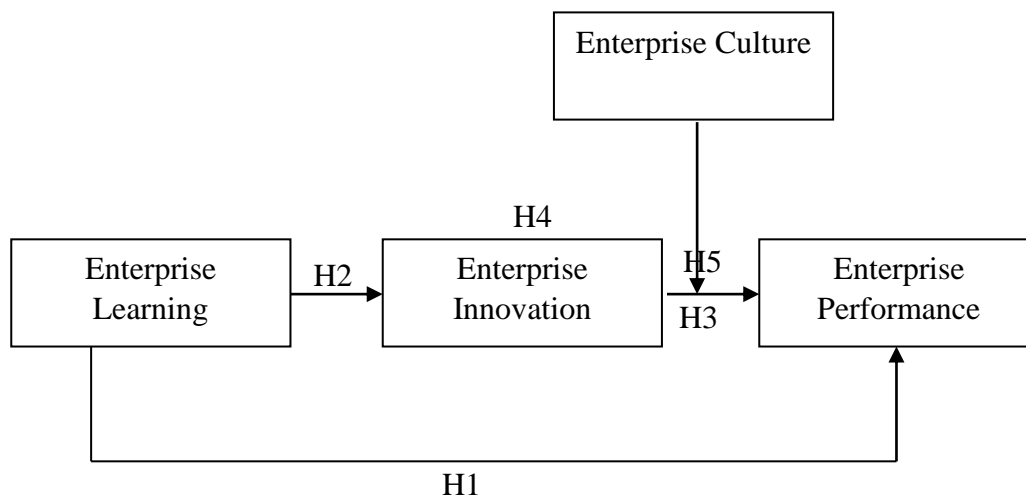 Enterprise Culture
H4
Enterprise
Learning
H2
Enterprise
Innovation
H5
H3
Enterprise
Performance
H1